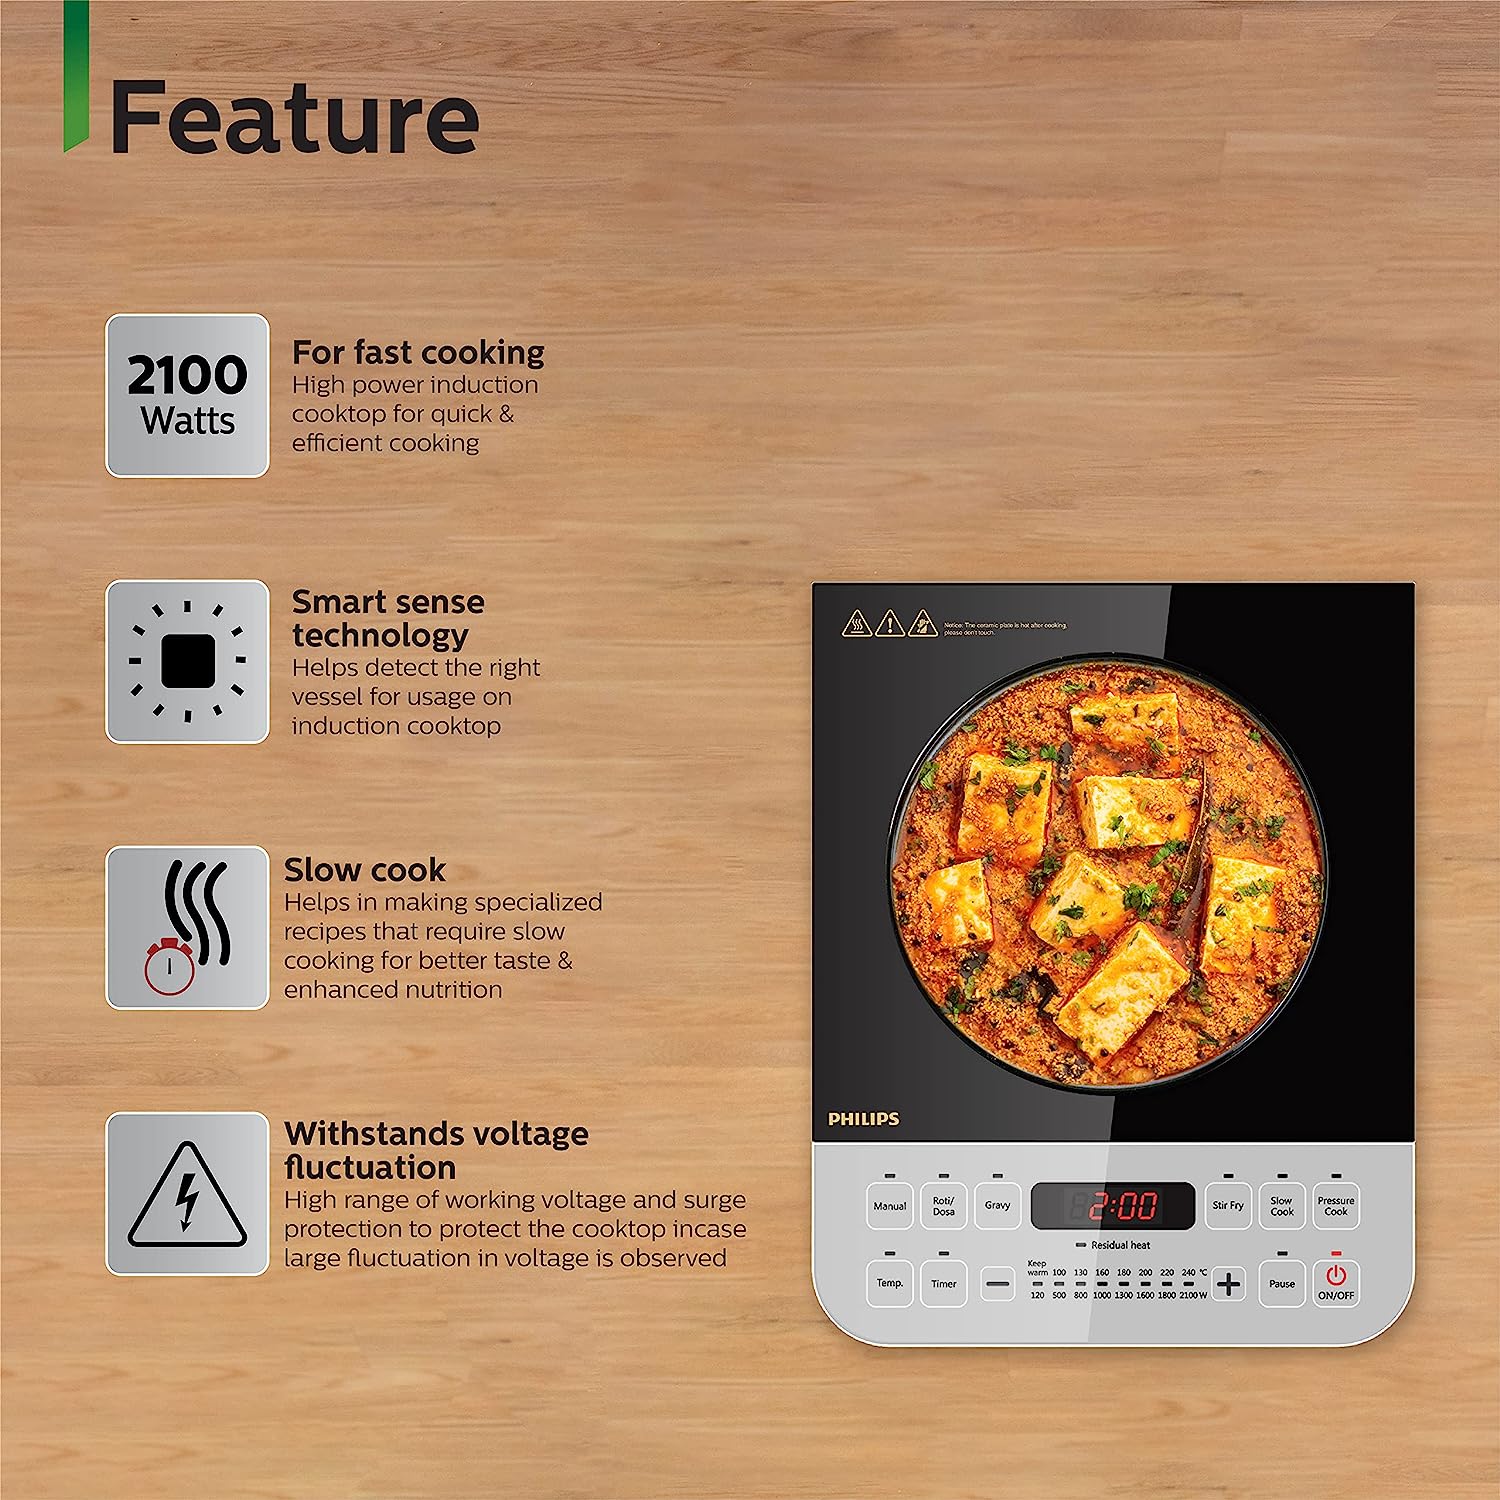 Feature
2100
Watts
For fast cooking
High power induction
cooktop for quick &
efficient cooking
Smart sense
technology
Helps detect the right
vessel for usage on
induction cooktop
Slow cook
Helps in making specialized
recipes that require slow
cooking for better taste &
enhanced nutrition
Withstands voltage
fluctuation
High range of working voltage and surge
protection to protect the cooktop incase
large fluctuation in voltage is observed
Notice: The ceramic plate is hot after cooking,
please don't touch.
PHILIPS
Manual
Roti/
Dosa
Gravy
2:00
Stir Fry
Slow
Cook
Pressure
Cook
Residual heat
Temp.
Timer
Keep
warm 100 130 160 180 200 220 240 °C
120 500 800 1000 1300 1600 1800 2100 W
Pause
ON/OFF